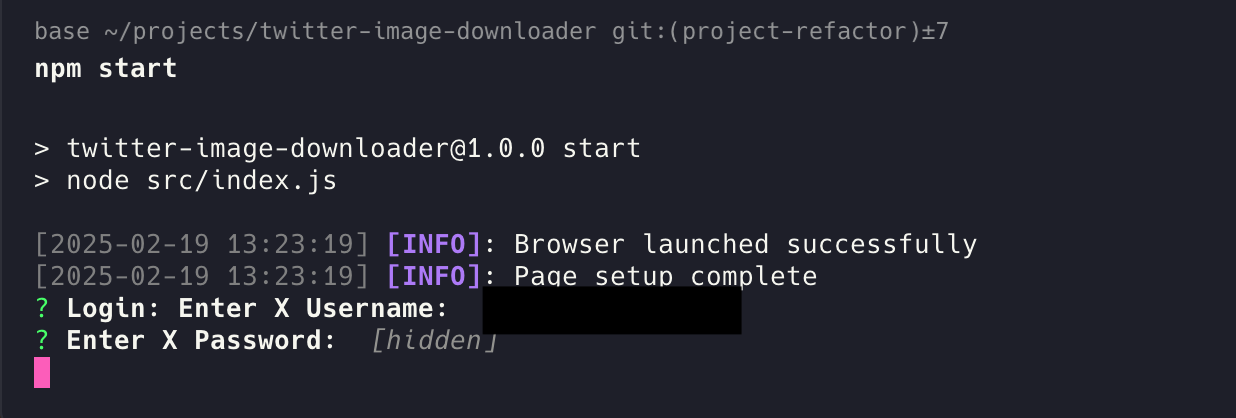 base ~/projects/twitter-image-downloader git:(project-refactor)±7
npm start
> twitter-image-downloader@1.0.0 start
> node src/index.js
[2025-02-19 13:23:19] [INFO]: Browser launched successfully
[2025-02-19 13:23:19] [INFO]: Page setup complete
? Login: Enter X Username:
? Enter X Password: [hidden]